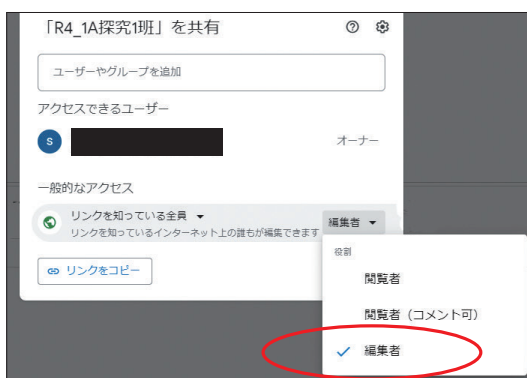 「R4_1A探究1班」を共有
ユーザーやグループを追加
アクセスできるユーザー
S
オーナー
一般的なアクセス
リンクを知っている全員
編集者
リンクを知っているインターネット上の誰もが編集できます
役割
閲覧者
リンクをコピー
閲覧者（コメント可）
編集者